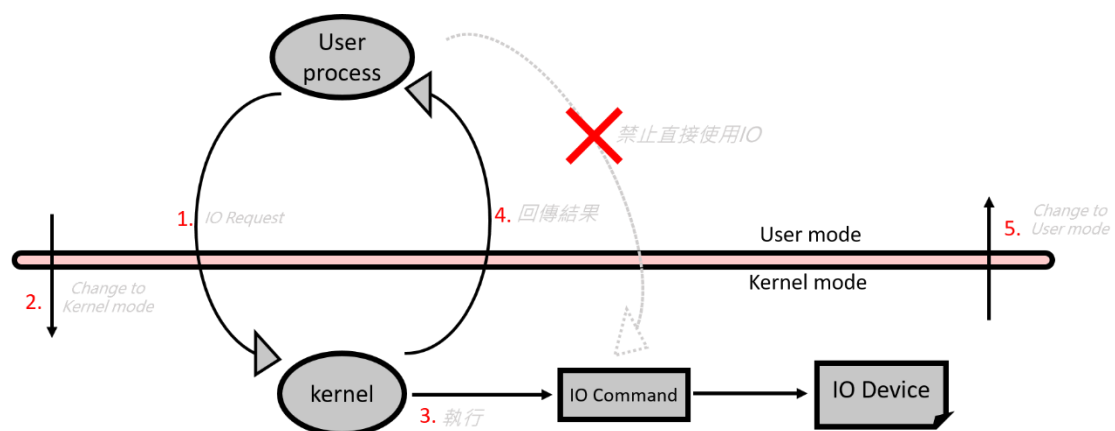 User
process
禁止直接使用IO
1. IO Request
4. 回傳結果
5. Change to
User mode
User mode
Kernel mode
2. Change to
Kernel mode
kernel
3. 執行
IO Command
IO Device